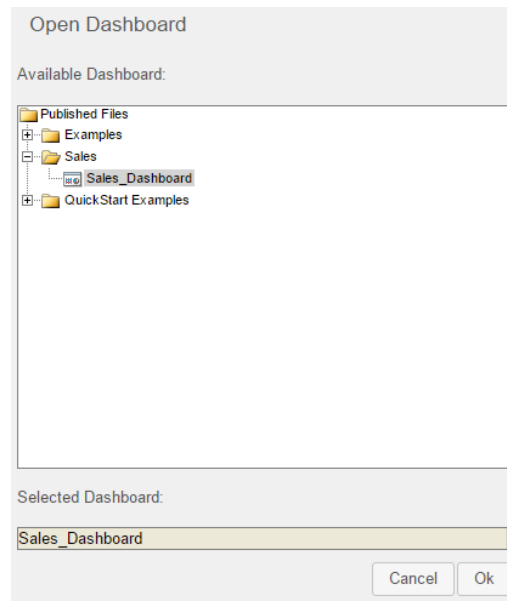 Open Dashboard
Available Dashboard:
Published Files
Examples
Sales
Sales_Dashboard
QuickStart Examples
Selected Dashboard:
Sales_Dashboard
Cancel Ok